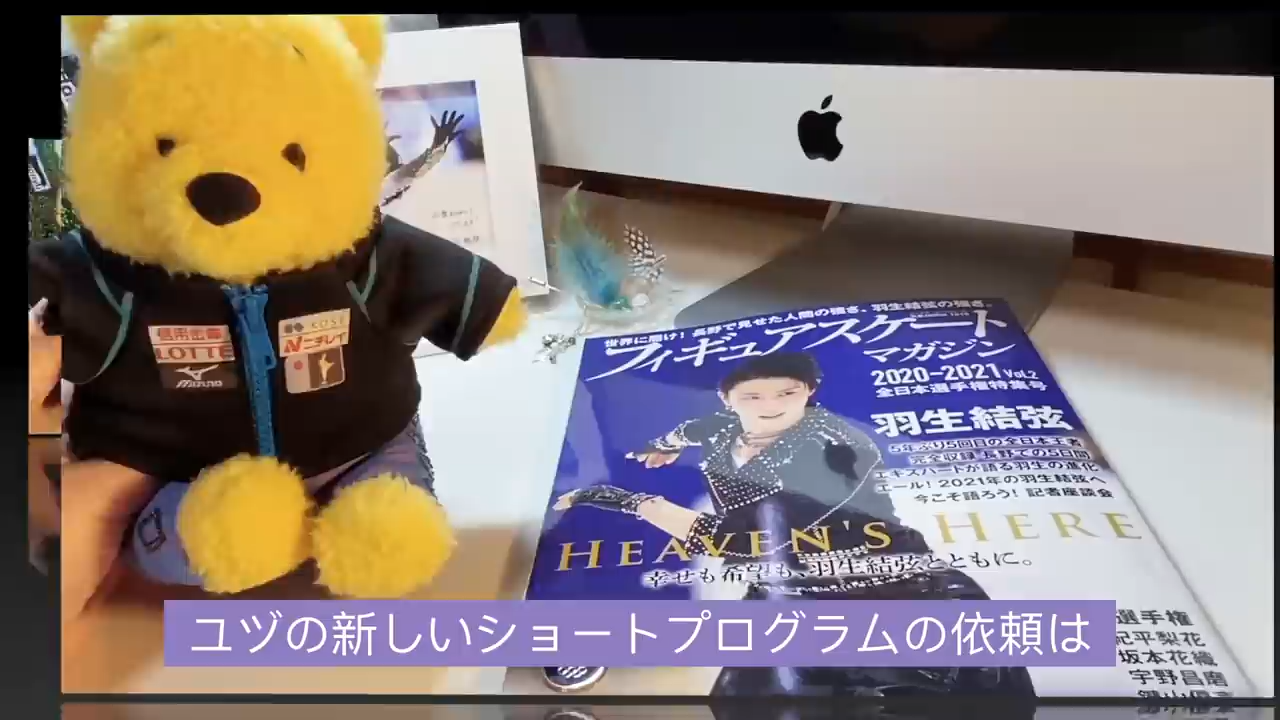 世界に届け！長野で見せた人間の強さ、羽生結弦の強さ。
フィギュアスケート
マガジン
2020-2021 Vol.2
全日本選手権特集号
羽生結弦
5年ぶり5回目の全日本王者
完全収録 長野での5日間
エキスパートが語る羽生の進化
エール！2021年の羽生結弦へ
今こそ語ろう！記者座談会
HEAVEN'S HERE
幸せも希望も、羽生結弦とともに。
選手権
紀平梨花
坂本花織
宇野昌磨
LOTTE
MIZUNO
KOSÉ
ニチレイ
ユヅの新しいショートプログラムの依頼は